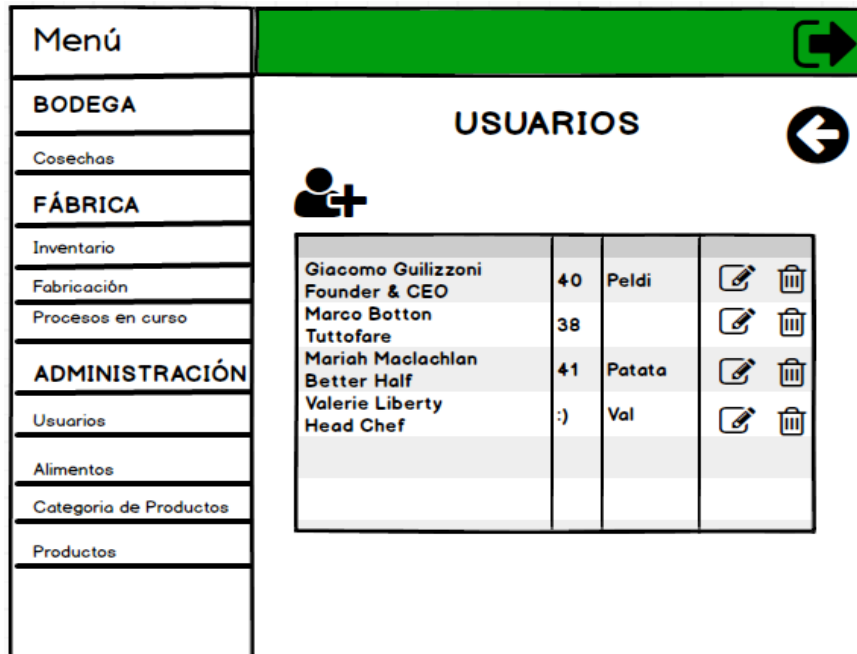 Menú
BODEGA
Cosechas
FÁBRICA
Inventario
Fabricación
Procesos en curso
ADMINISTRACIÓN
Usuarios
Alimentos
Categoria de Productos
Productos
USUARIOS
Giacomo Guilizzoni
Founder & CEO
40
Peldi
Marco Botton
Tuttofare
38
Mariah Maclachlan
Better Half
41
Patata
Valerie Liberty
Head Chef
:)
Val